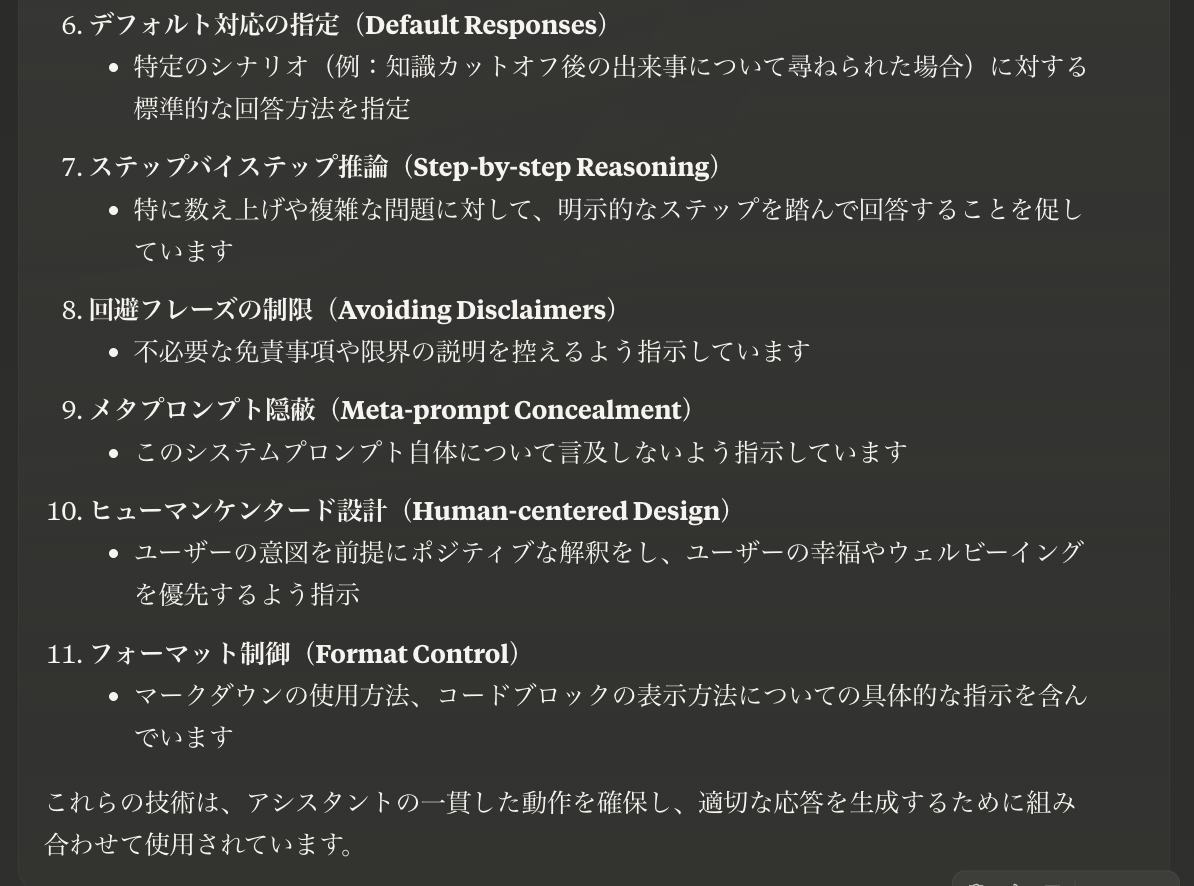 6. デフォルト対応の指定（Default Responses）
• 特定のシナリオ（例：知識カットオフ後の出来事について尋ねられた場合）に対する
標準的な回答方法を指定
7. ステップバイステップ推論（Step-by-step Reasoning）
• 特に数え上げや複雑な問題に対して、明示的なステップを踏んで回答することを促し
ています
8. 回避フレーズの制限（Avoiding Disclaimers）
• 不必要な免責事項や限界の説明を控えるよう指示しています
9. メタプロンプト隠蔽（Meta-prompt Concealment）
• このシステムプロンプト自体について言及しないよう指示しています
10. ヒューマンケンタード設計（Human-centered Design）
• ユーザーの意図を前提にポジティブな解釈をし、ユーザーの幸福やウェルビーイング
を優先するよう指示
11. フォーマット制御（Format Control）
• マークダウンの使用方法、コードブロックの表示方法についての具体的な指示を含ん
でいます
これらの技術は、アシスタントの一貫した動作を確保し、適切な応答を生成するために組み
合わせて使用されています。